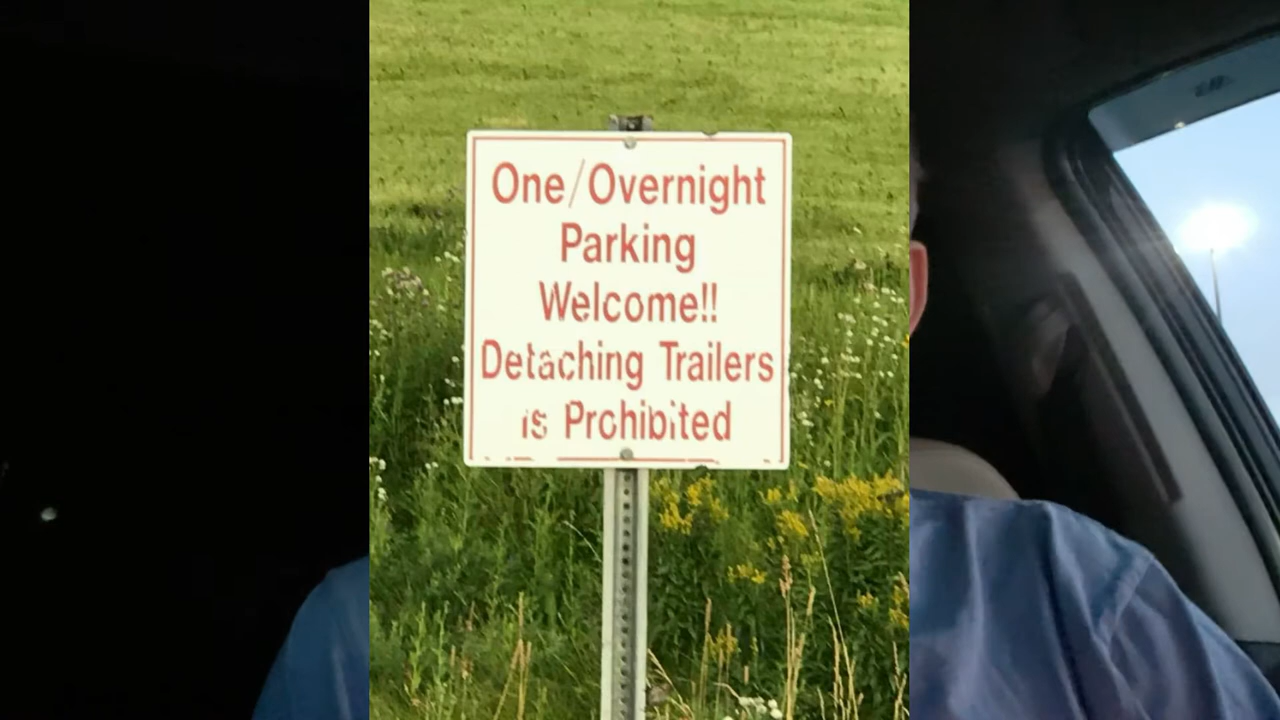 One/Overnight
Parking
Welcome!!
Detaching Trailers
is Prohibited